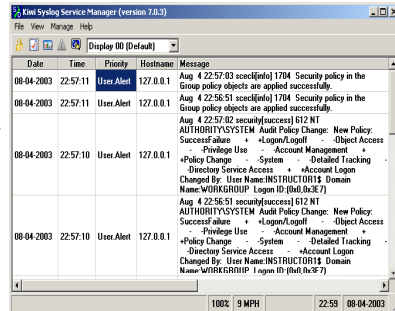 Kiwi Syslog Service Manager (version 7.0.3)
File View Manage Help
Display 00 (Default)
Date Time Priority Hostname Message
08-04-2003 22:57:11 User.Alert 127.0.0.1 Aug 4 22:57:03 scecli[info] 1704 Security policy in the
Group policy objects are applied successfully.
08-04-2003 22:57:11 User.Alert 127.0.0.1 Aug 4 22:56:51 scecli[info] 1704 Security policy in the
Group policy objects are applied successfully.
08-04-2003 22:57:10 User.Alert 127.0.0.1 Aug 4 22:57:02 security[success] 612 NT
AUTHORITY\SYSTEM Audit Policy Change: New Policy:
SuccessFailure + +Logon/Logoff - -Object Access
- -Privilege Use - -Account Management +
+Policy Change - -System - -Detailed Tracking -
-Directory Service Access - +Account Logon
Changed By: User Name:INSTRUCTOR1$ Domain
Name:WORKGROUP Logon ID:(0x0,0x3E7)
08-04-2003 22:57:10 User.Alert 127.0.0.1 Aug 4 22:56:51 security[success] 612 NT
AUTHORITY\SYSTEM Audit Policy Change: New Policy:
SuccessFailure + +Logon/Logoff - -Object Access
- -Privilege Use - -Account Management +
+Policy Change - -System - -Detailed Tracking -
-Directory Service Access - +Account Logon
Changed By: User Name:INSTRUCTOR1$ Domain
Name:WORKGROUP Logon ID:(0x0,0x3E7)
100% 9 MPH 22:59 08-04-2003